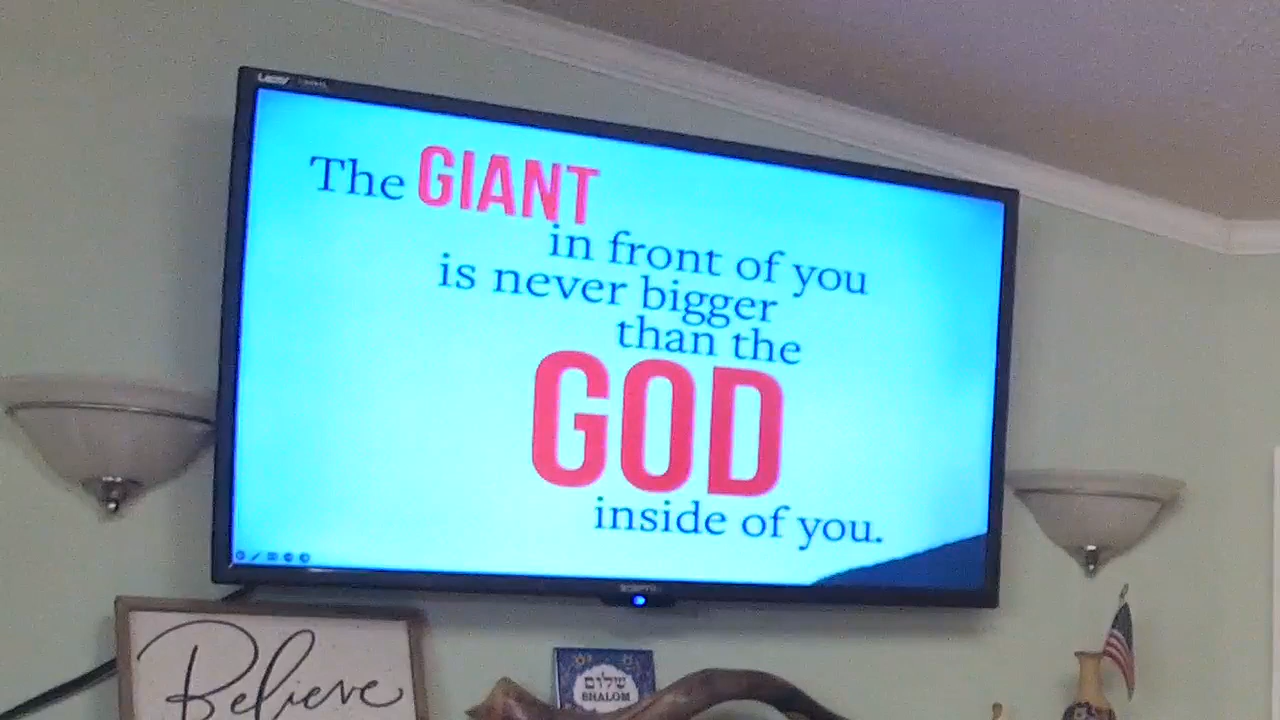 The GIANT
in front of you
is never bigger
than the
GOD
inside of you.
Believe
שלום
SHALOM